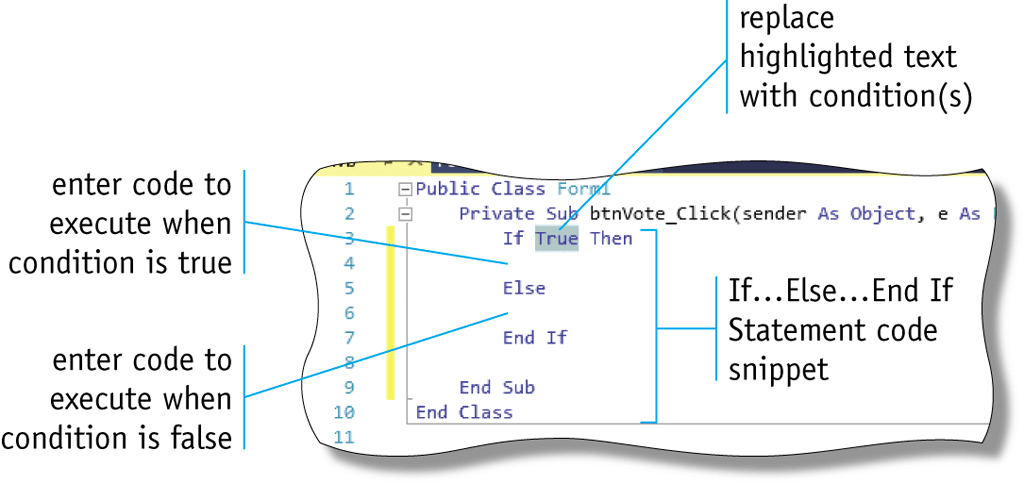 replace
highlighted text
with condition(s)
enter code to
execute when
condition is true
1 Public Class Form1
2 Private Sub btnVote_Click(sender As Object, e As
3 If True Then
4
5 Else
6
7 End If
8
9 End Sub
10 End Class
11
If...Else...End If
Statement code
snippet
enter code to
execute when
condition is false